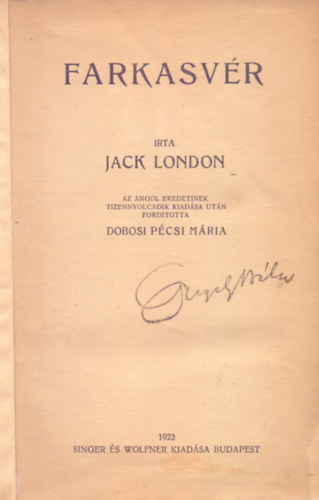 FARKASVÉR
IRTA
JACK LONDON
AZ ANGOL EREDETINEK
TIZENNYOLCADIK KIADÁSA UTÁN
FORDITOTTA
DOBOSI PÉCSI MÁRIA
1922
SINGER ÉS WOLFNER KIADÁSA BUDAPEST